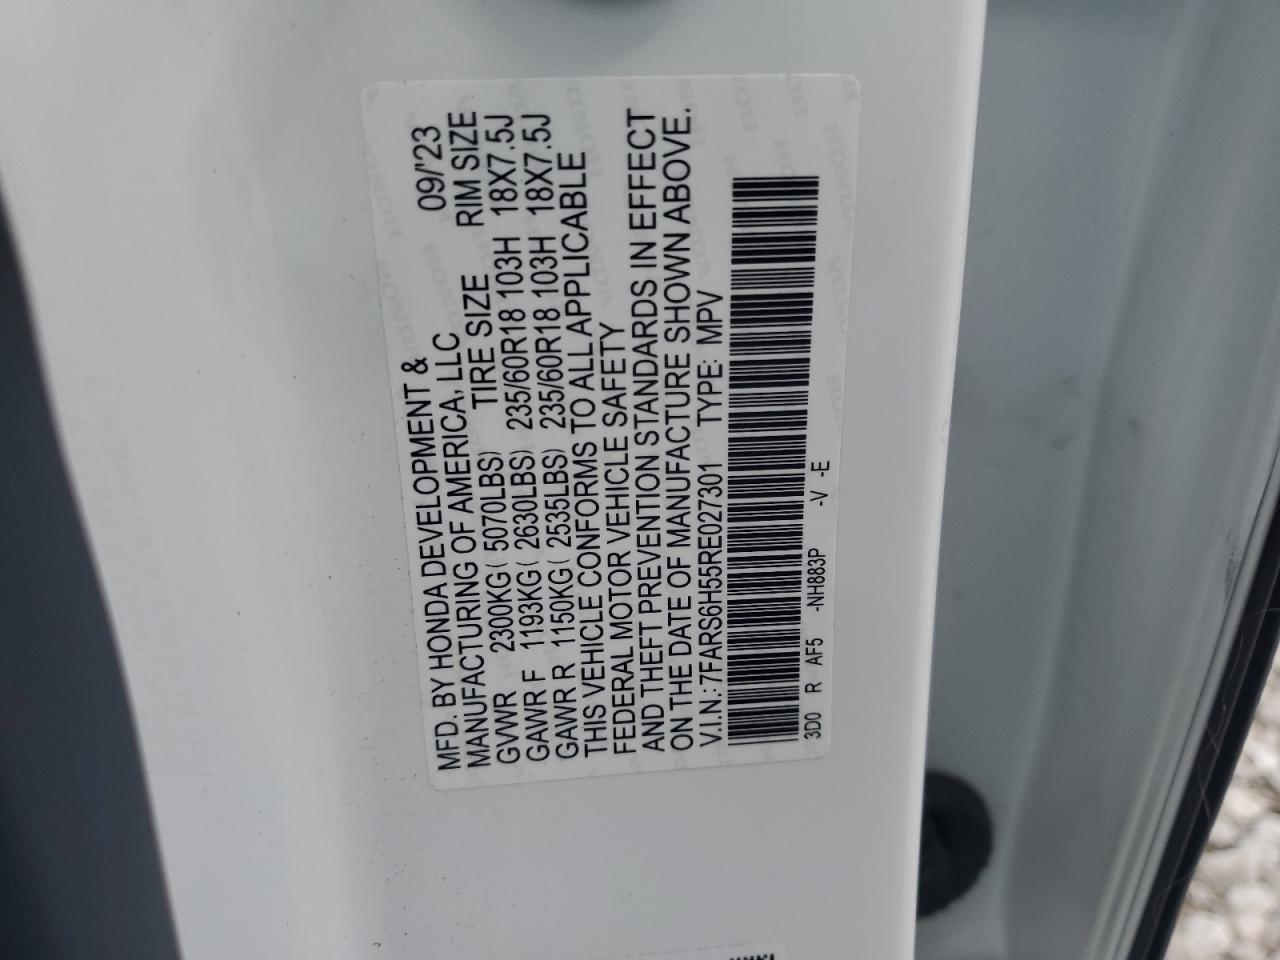 MFD. BY HONDA DEVELOPMENT & 09/'23
MANUFACTURING OF AMERICA, LLC
TIRE SIZE RIM SIZE
GVWR 2300KG( 5070LBS)
GAWR F 1193KG( 2630LBS) 235/60R18 103H 18X7.5J
GAWR R 1150KG( 2535LBS) 235/60R18 103H 18X7.5J
THIS VEHICLE CONFORMS TO ALL APPLICABLE
FEDERAL MOTOR VEHICLE SAFETY
AND THEFT PREVENTION STANDARDS IN EFFECT
ON THE DATE OF MANUFACTURE SHOWN ABOVE.
V.I.N.: 7FARS6H55RE027301 TYPE: MPV
3D0 R AF5 -NH883P -V -E